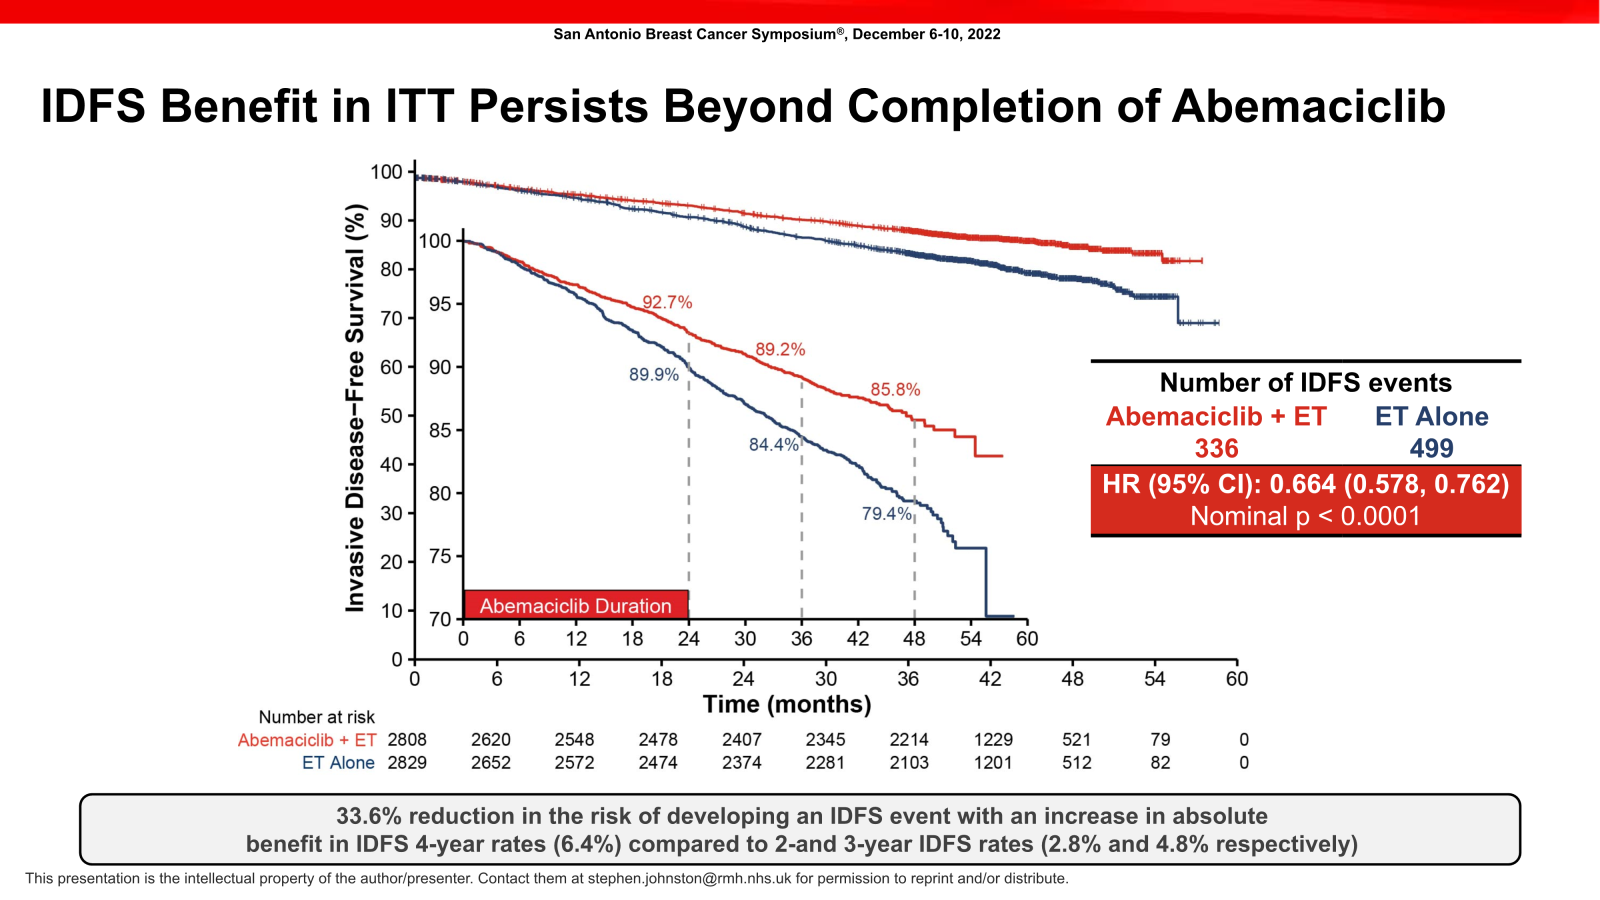 San Antonio Breast Cancer Symposium®, December 6-10, 2022
IDFS Benefit in ITT Persists Beyond Completion of Abemaciclib
Invasive Disease–Free Survival (%)
100
90
80
70
60
50
40
30
20
10
0
100
95
90
85
80
75
70
92.7%
89.2%
85.8%
89.9%
84.4%
79.4%
Abemaciclib Duration
0 6 12 18 24 30 36 42 48 54 60
0 6 12 18 24 30 36 42 48 54 60
Time (months)
Number of IDFS events
Abemaciclib + ET ET Alone
336 499
HR (95% CI): 0.664 (0.578, 0.762)
Nominal p < 0.0001
Number at risk
Abemaciclib + ET 2808 2620 2548 2478 2407 2345 2214 1229 521 79 0
ET Alone 2829 2652 2572 2474 2374 2281 2103 1201 512 82 0
33.6% reduction in the risk of developing an IDFS event with an increase in absolute
benefit in IDFS 4-year rates (6.4%) compared to 2-and 3-year IDFS rates (2.8% and 4.8% respectively)
This presentation is the intellectual property of the author/presenter. Contact them at stephen.johnston@rmh.nhs.uk for permission to reprint and/or distribute.